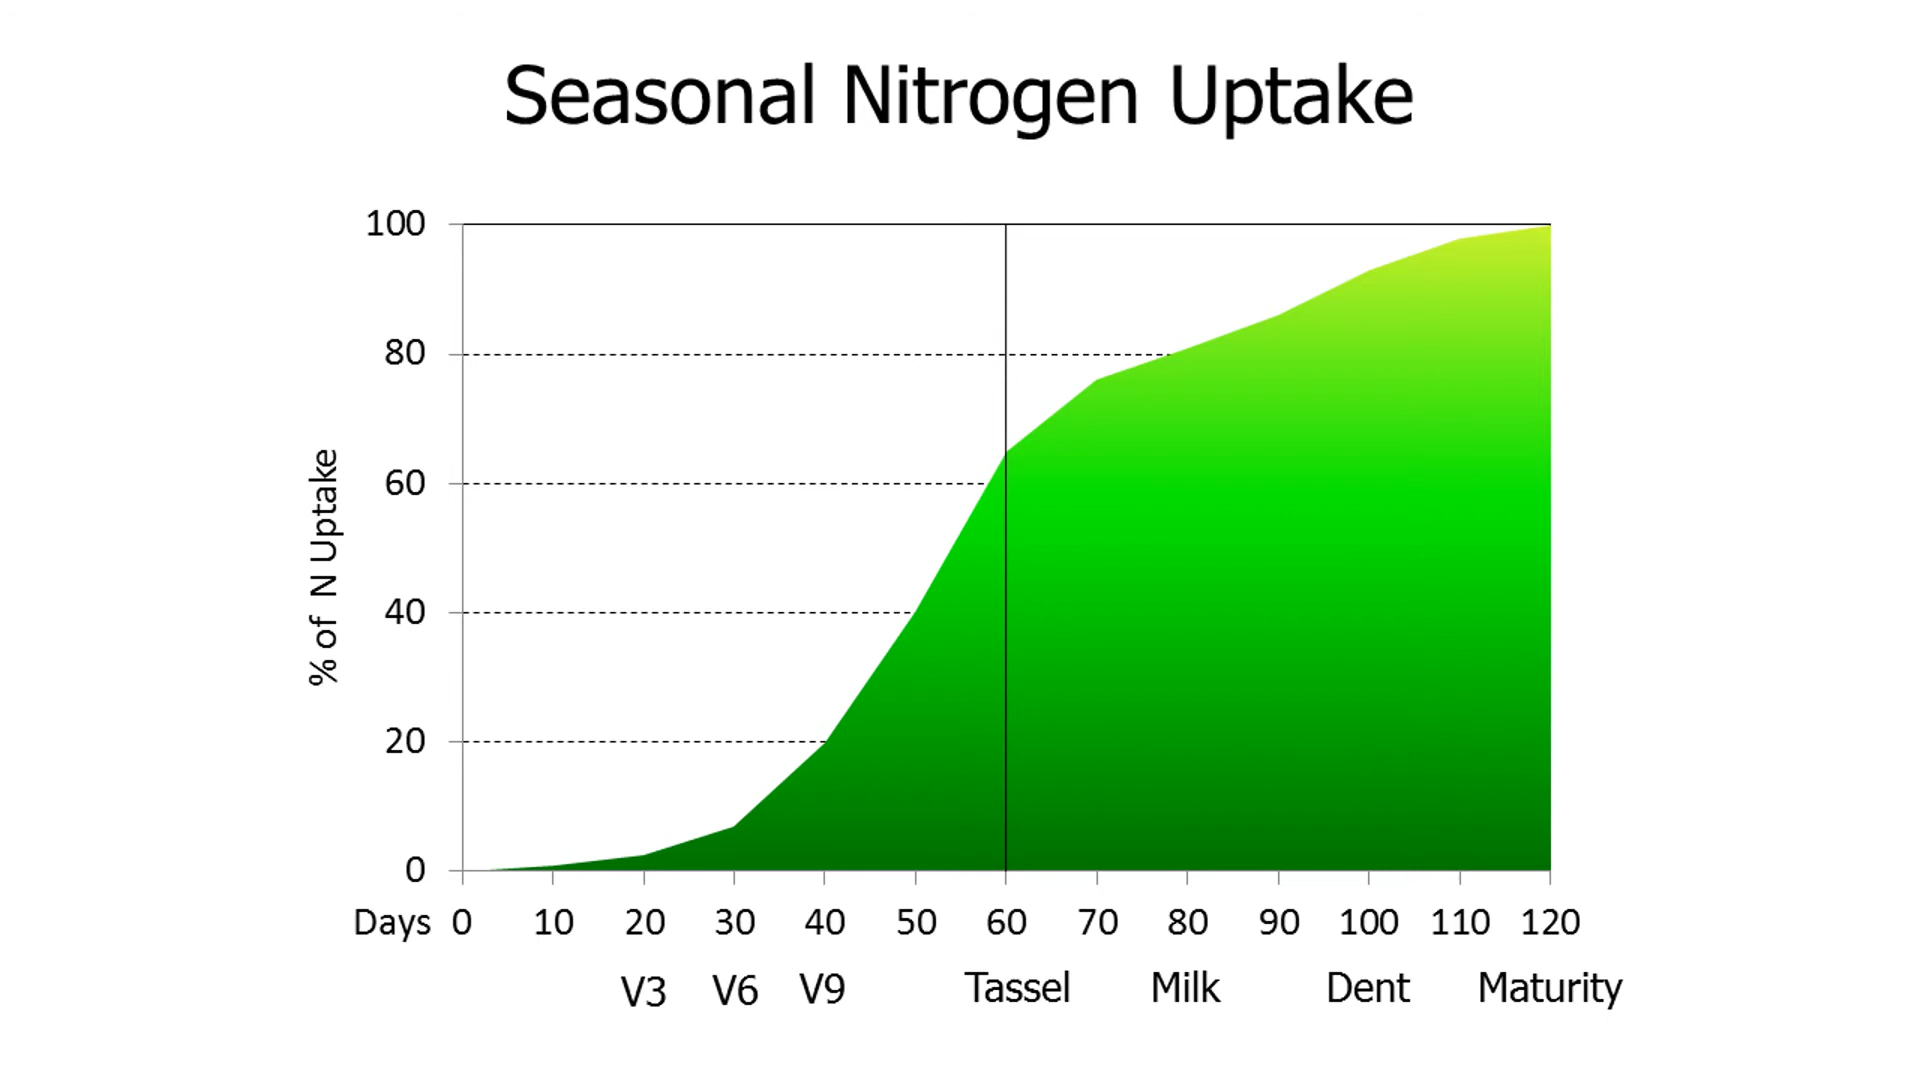 Seasonal Nitrogen Uptake
100
80
60
40
20
0
% of N Uptake
Days 0 10 20 30 40 50 60 70 80 90 100 110 120
V3 V6 V9 Tassel Milk Dent Maturity